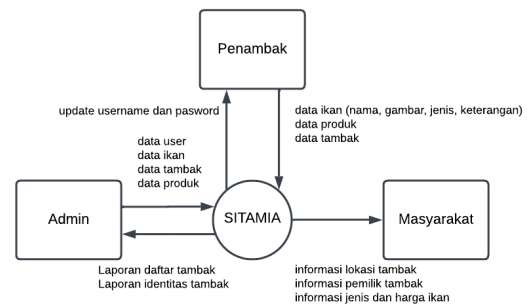 Penambak
update username dan pasword
data ikan (nama, gambar, jenis, keterangan)
data produk
data tambak
data user
data ikan
data tambak
data produk
Admin
SITAMIA
Masyarakat
Laporan daftar tambak
Laporan identitas tambak
informasi lokasi tambak
informasi pemilik tambak
informasi jenis dan harga ikan